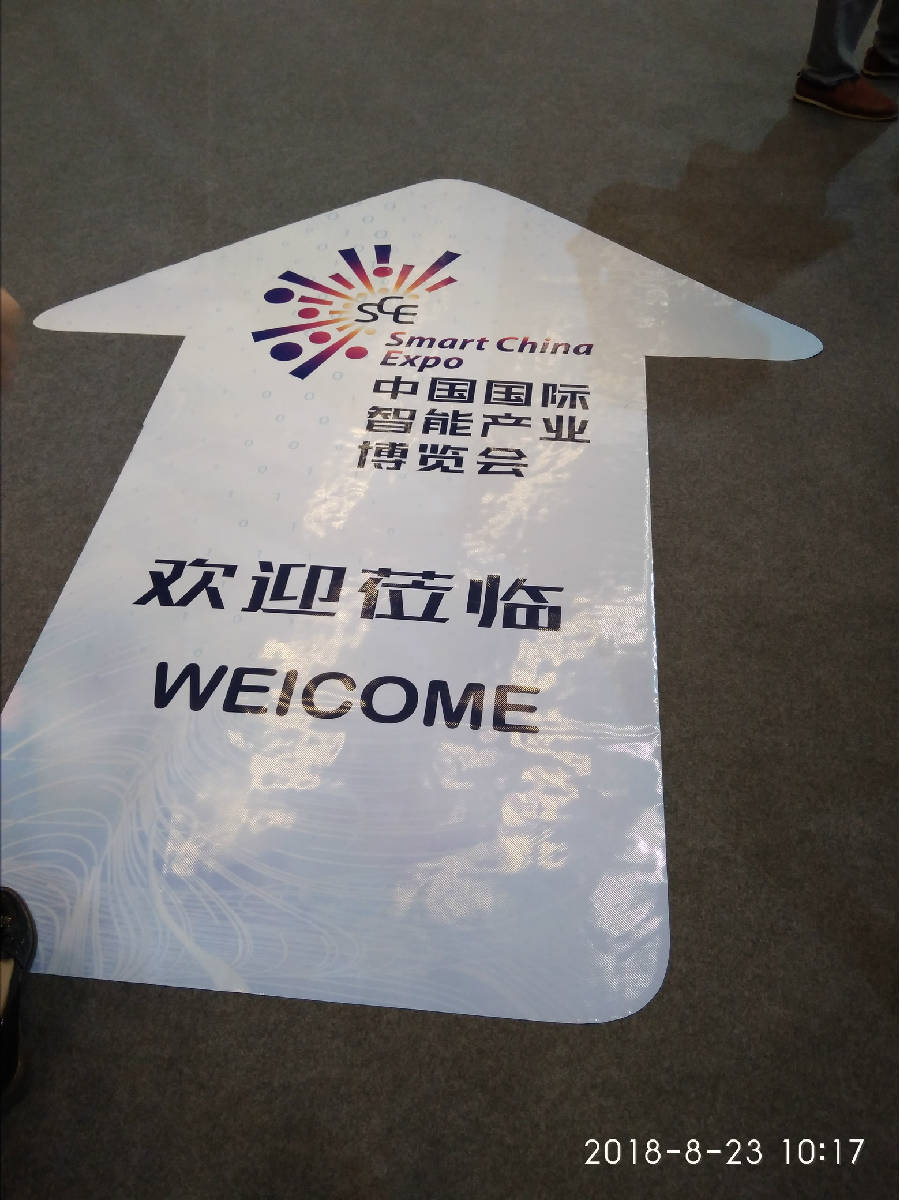 SCE
Smart China
Expo
中国国际
智能产业
博览会
欢迎莅临
WEICOME
2018-8-23 10:17